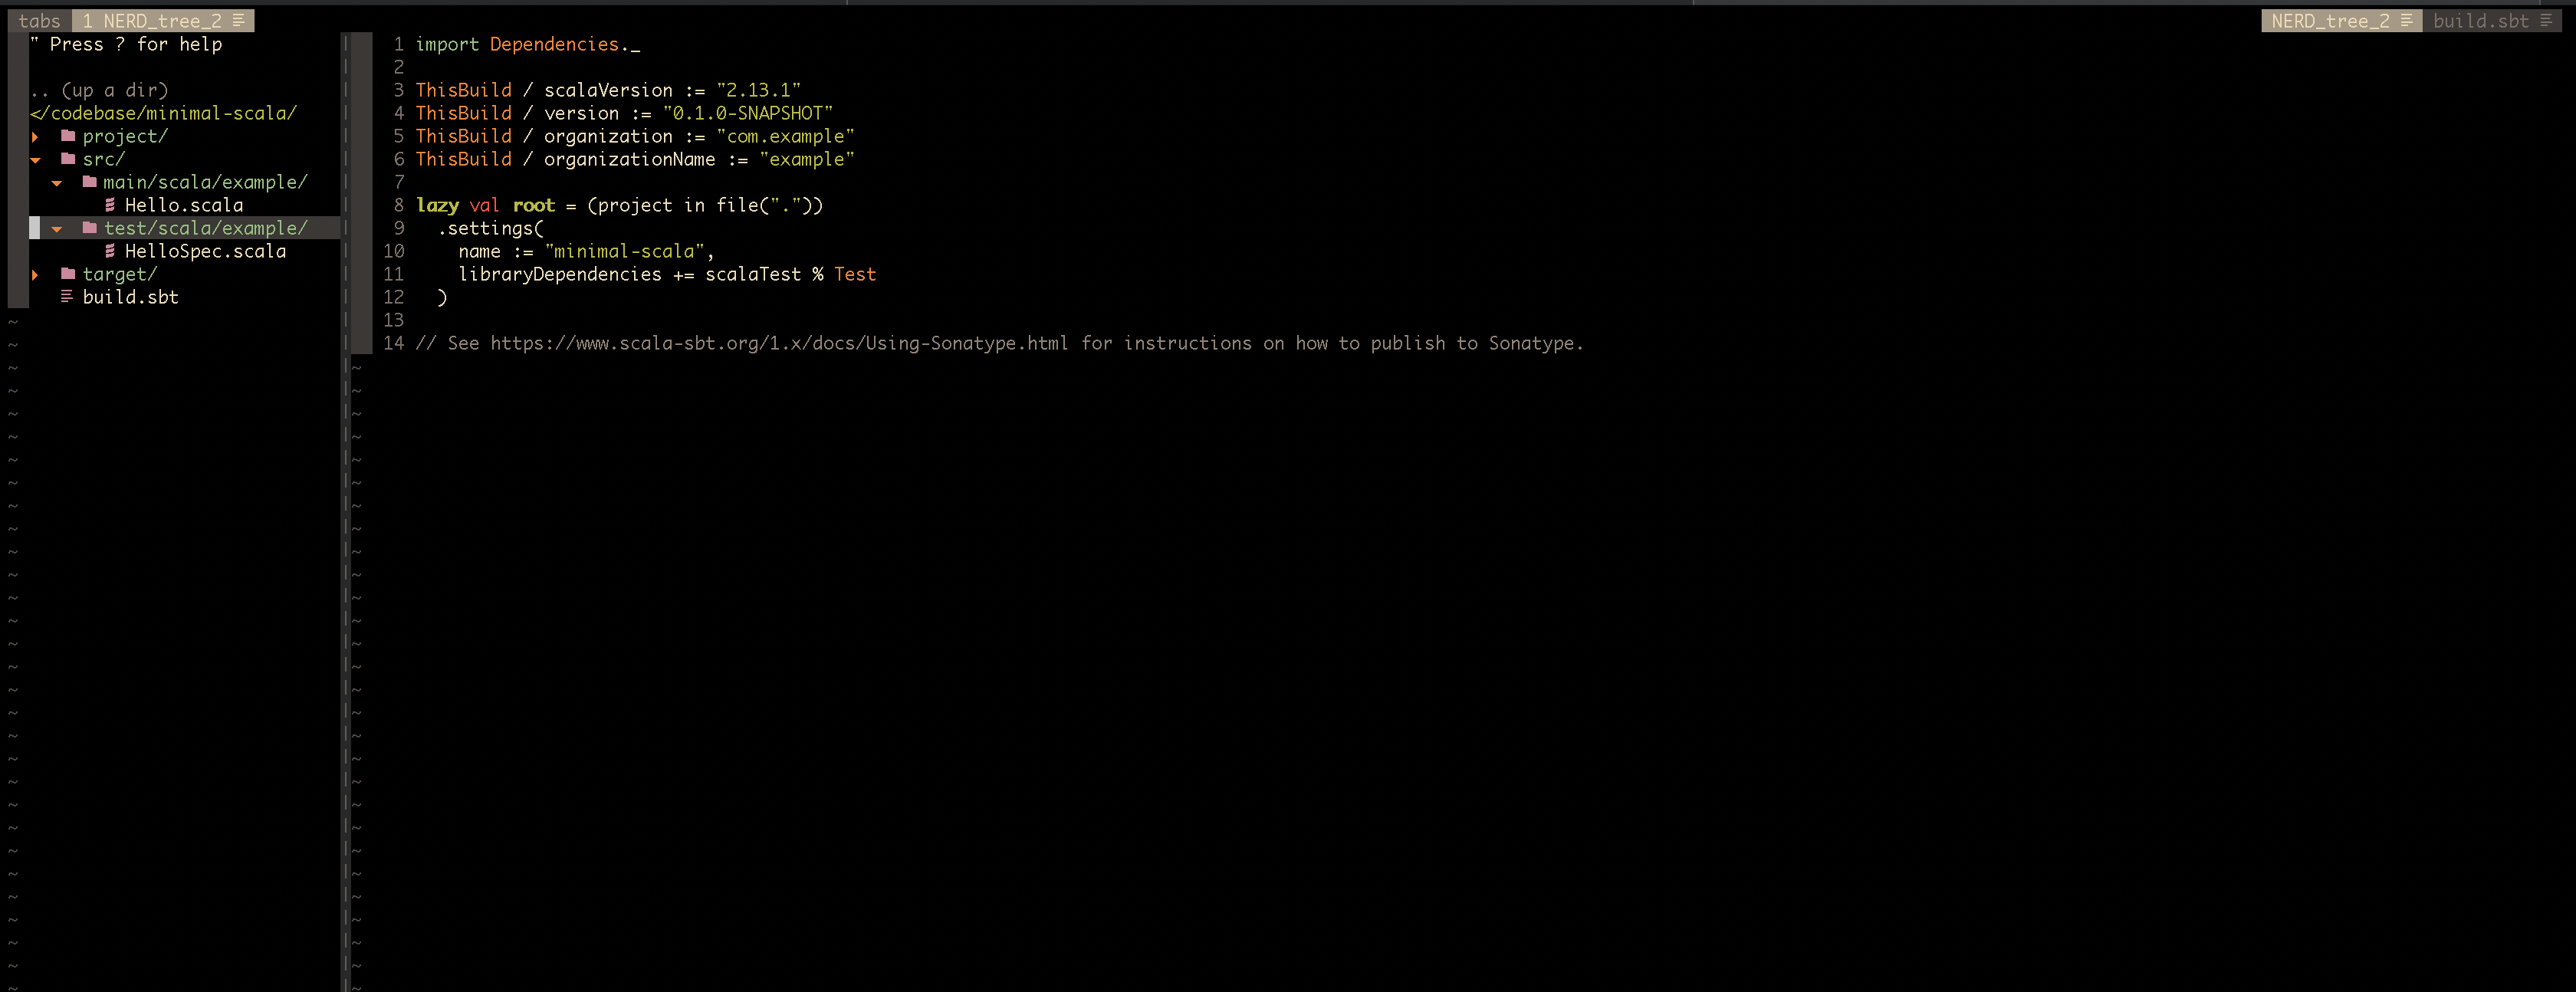 tabs 1 NERD_tree_2
NERD_tree_2 build.sbt
" Press ? for help

.. (up a dir)
</codebase/minimal-scala/
project/
src/
main/scala/example/
Hello.scala
test/scala/example/
HelloSpec.scala
target/
build.sbt
1 import Dependencies._
2
3 ThisBuild / scalaVersion := "2.13.1"
4 ThisBuild / version := "0.1.0-SNAPSHOT"
5 ThisBuild / organization := "com.example"
6 ThisBuild / organizationName := "example"
7
8 lazy val root = (project in file("."))
9   .settings(
10     name := "minimal-scala",
11     libraryDependencies += scalaTest % Test
12   )
13
14 // See https://www.scala-sbt.org/1.x/docs/Using-Sonatype.html for instructions on how to publish to Sonatype.